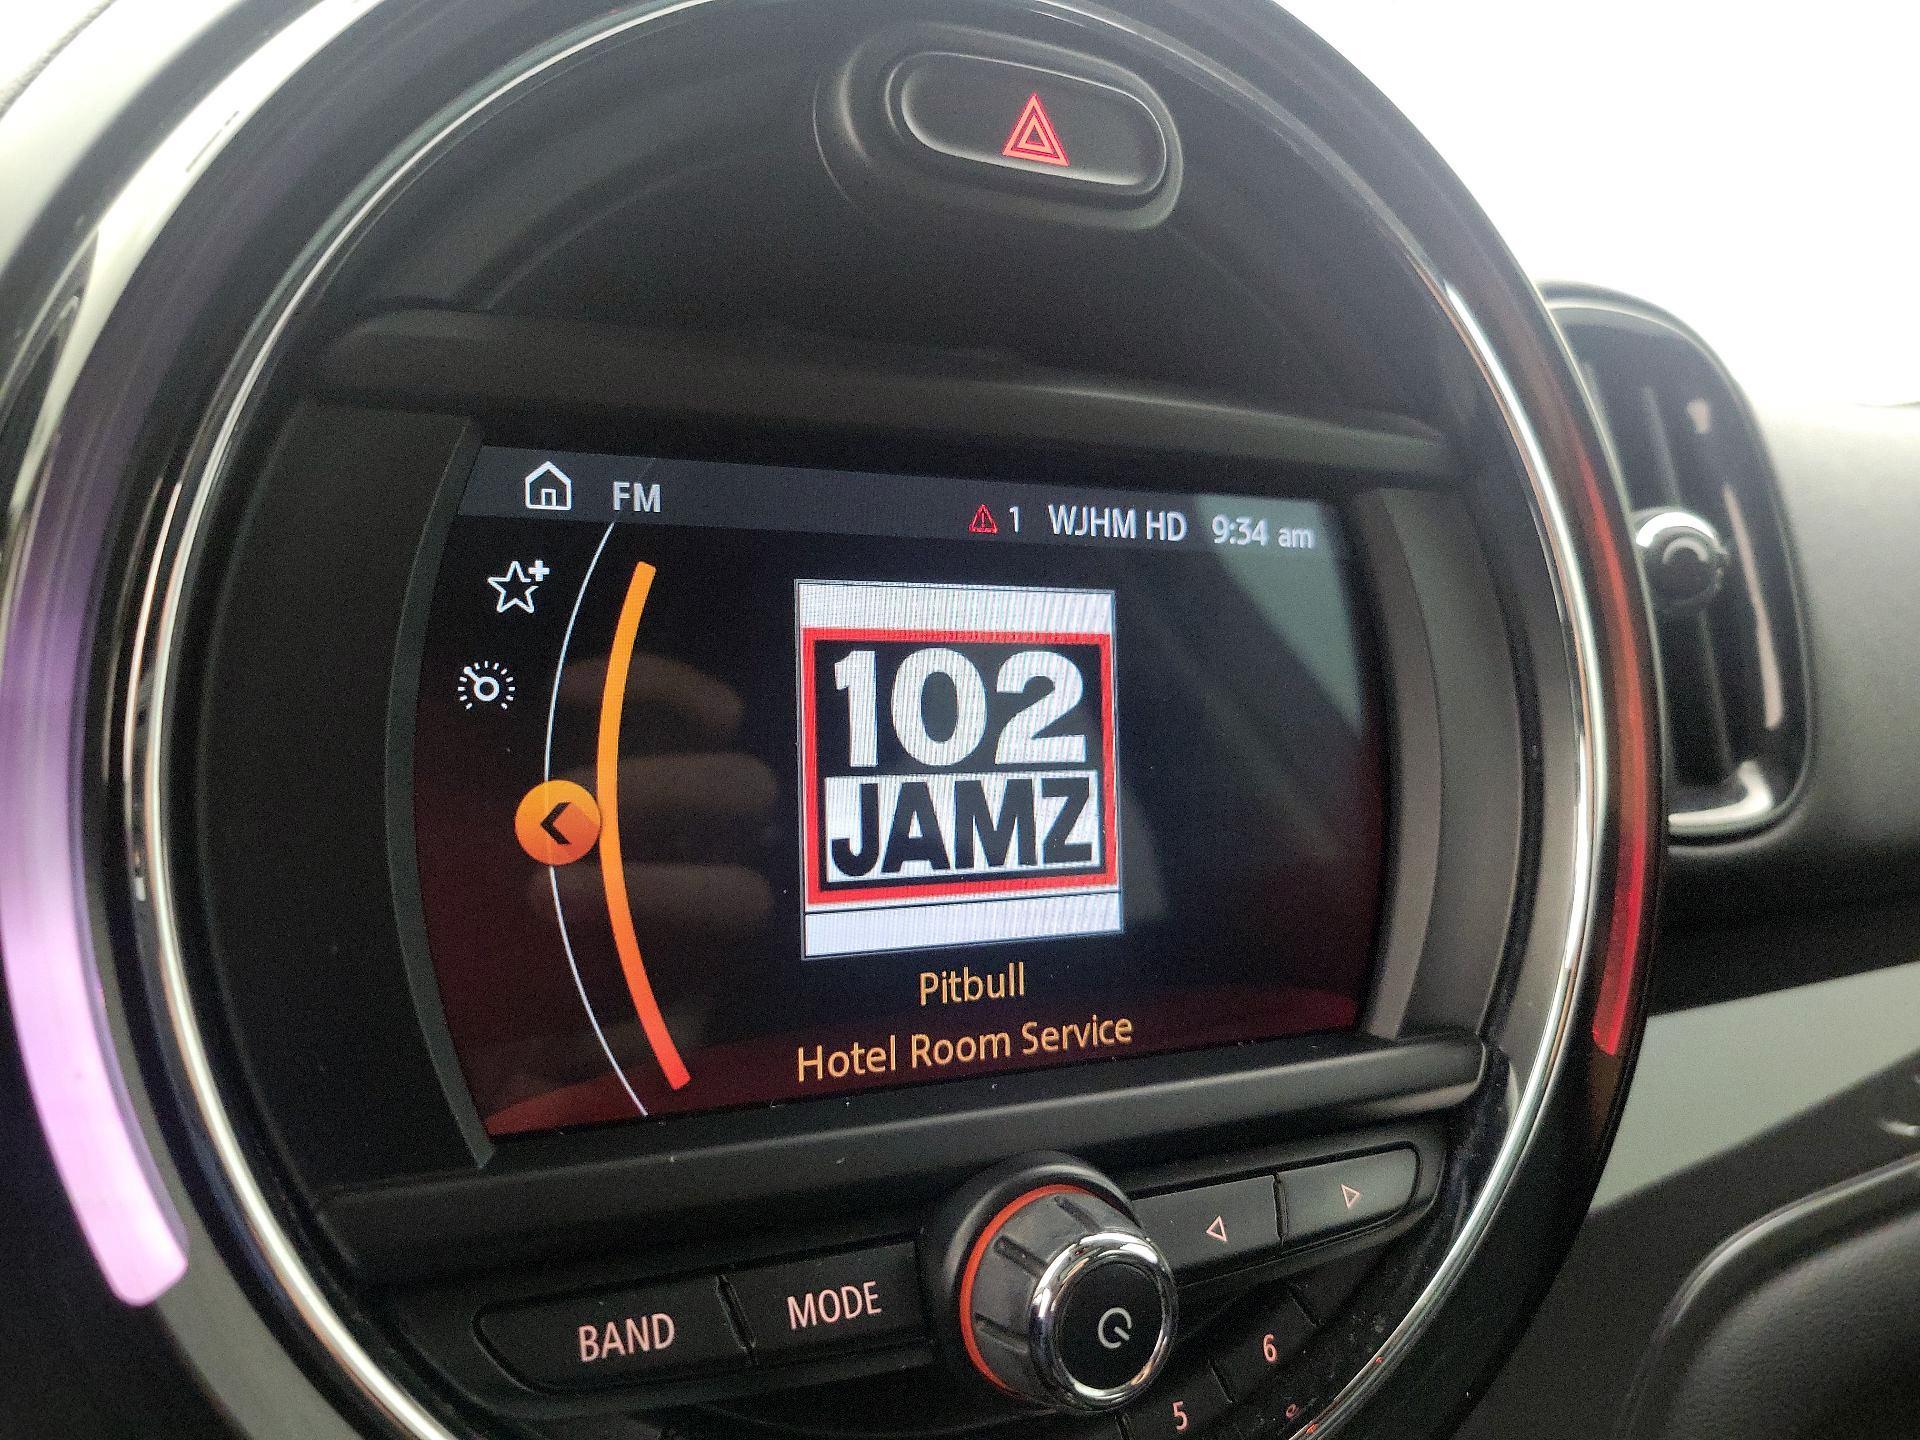 FM
1 WJHM HD 9:34 am
102
JAMZ
Pitbull
Hotel Room Service
BAND
MODE
6
5